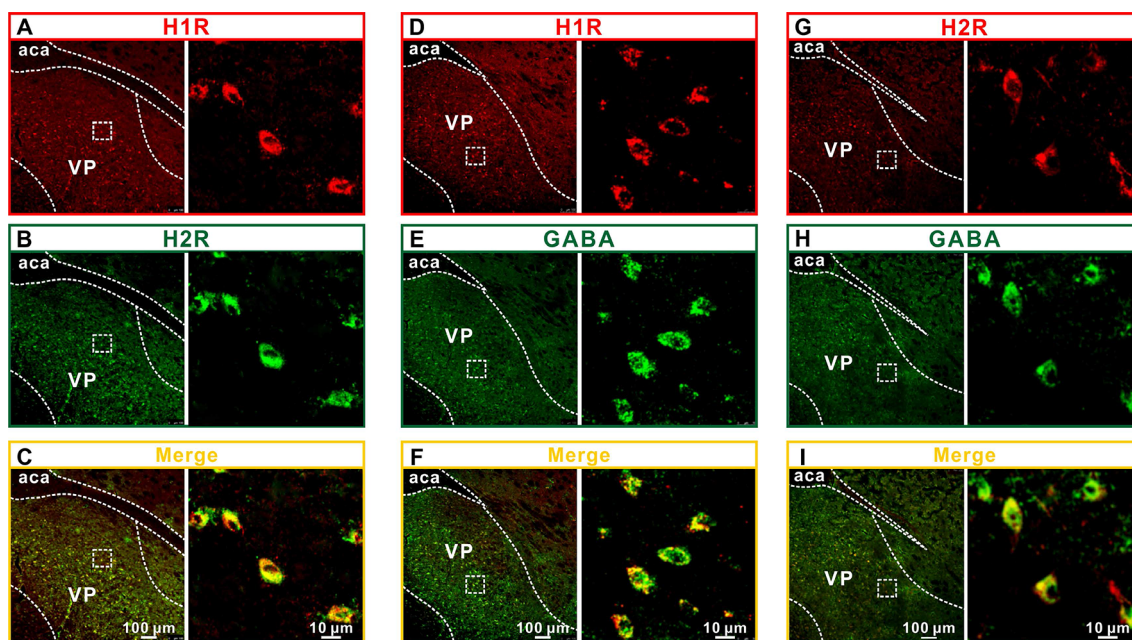 A H1R
aca
VP
D H1R
aca
VP
G H2R
aca
VP
B H2R
aca
VP
E GABA
aca
VP
H GABA
aca
VP
C Merge
aca
VP
100 µm
10 µm
F Merge
aca
VP
100 µm
10 µm
I Merge
aca
VP
100 µm
10 µm